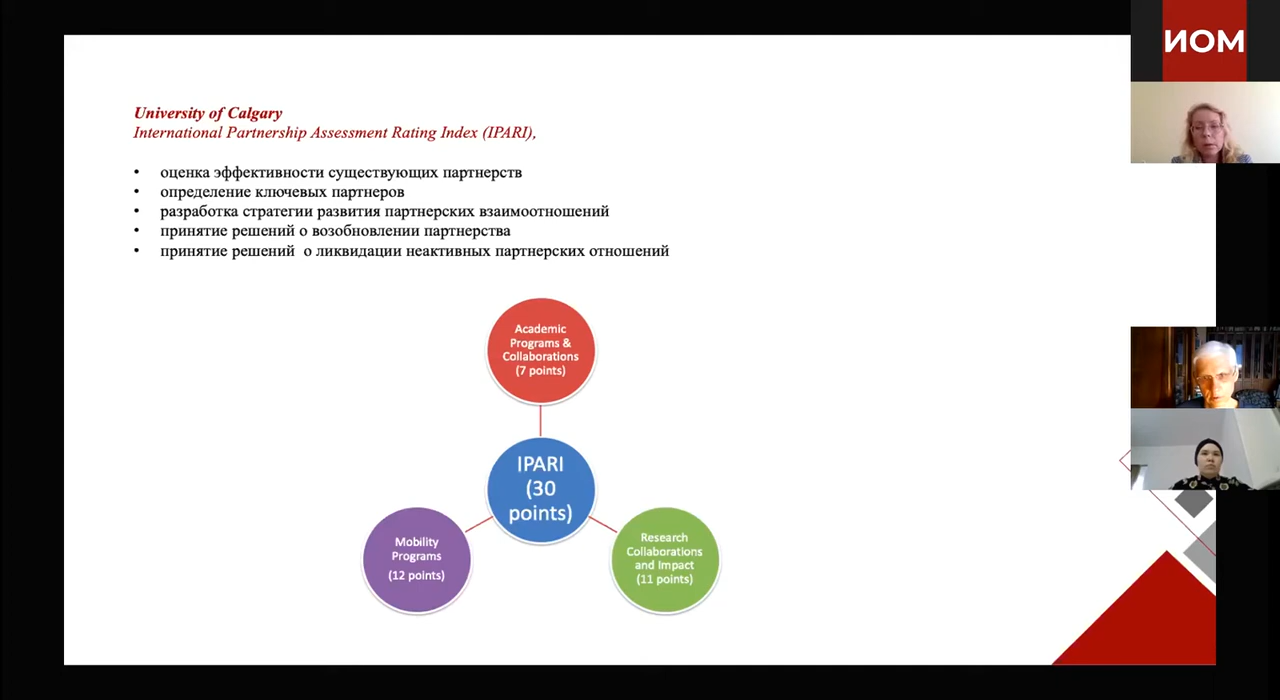 ИОМ
University of Calgary
International Partnership Assessment Rating Index (IPARI),
• оценка эффективности существующих партнерств
• определение ключевых партнеров
• разработка стратегии развития партнерских взаимоотношений
• принятие решений о возобновлении партнерства
• принятие решений о ликвидации неактивных партнерских отношений
Academic
Programs &
Collaborations
(7 points)
IPARI
(30
points)
Mobility
Programs
(12 points)
Research
Collaborations
and Impact
(11 points)